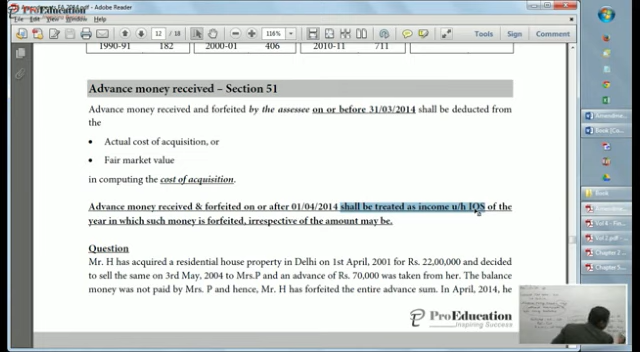 ProEducation
12 / 18
116%
Tools
Sign
Comment
1990-91 182 2000-01 406 2010-11 711
Advance money received – Section 51
Advance money received and forfeited by the assessee on or before 31/03/2014 shall be deducted from
the
• Actual cost of acquisition, or
• Fair market value
in computing the cost of acquisition.
Advance money received & forfeited on or after 01/04/2014 shall be treated as income u/h IOS of the
year in which such money is forfeited, irrespective of the amount may be.
Question
Mr. H has acquired a residential house property in Delhi on 1st April, 2001 for Rs. 22,00,000 and decided
to sell the same on 3rd May, 2004 to Mrs.P and an advance of Rs. 70,000 was taken from her. The balance
money was not paid by Mrs. P and hence, Mr. H has forfeited the entire advance sum. In April, 2014, he
ProEducation
Inspiring Success
Book